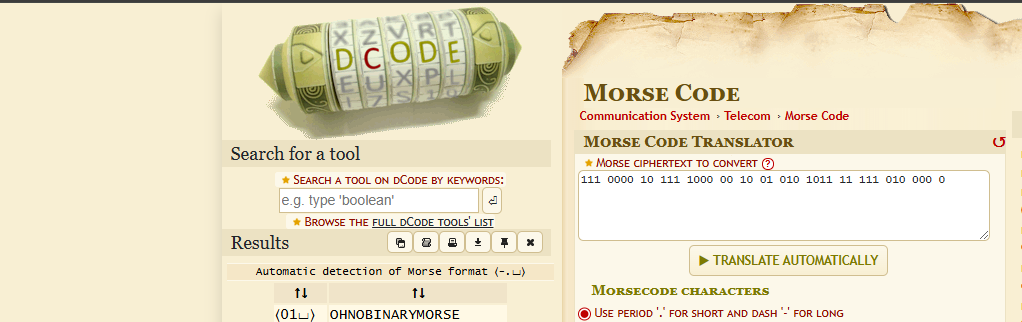 X Z V R T
D C O D E
E U X P L
Search for a tool
★ Search a tool on dCode by keywords:
e.g. type 'boolean'
★ Browse the full dCode tools' list
Results
Automatic detection of Morse format ⟨-.␣⟩
↑↓ ↑↓
⟨01␣⟩ OHNOBINARYMORSE
Morse Code
Communication System › Telecom › Morse Code
Morse Code Translator
★ Morse ciphertext to convert ?
111 0000 10 111 1000 00 10 01 010 1011 11 111 010 000 0
▶ TRANSLATE AUTOMATICALLY
Morsecode characters
Use period '.' for short and dash '-' for long